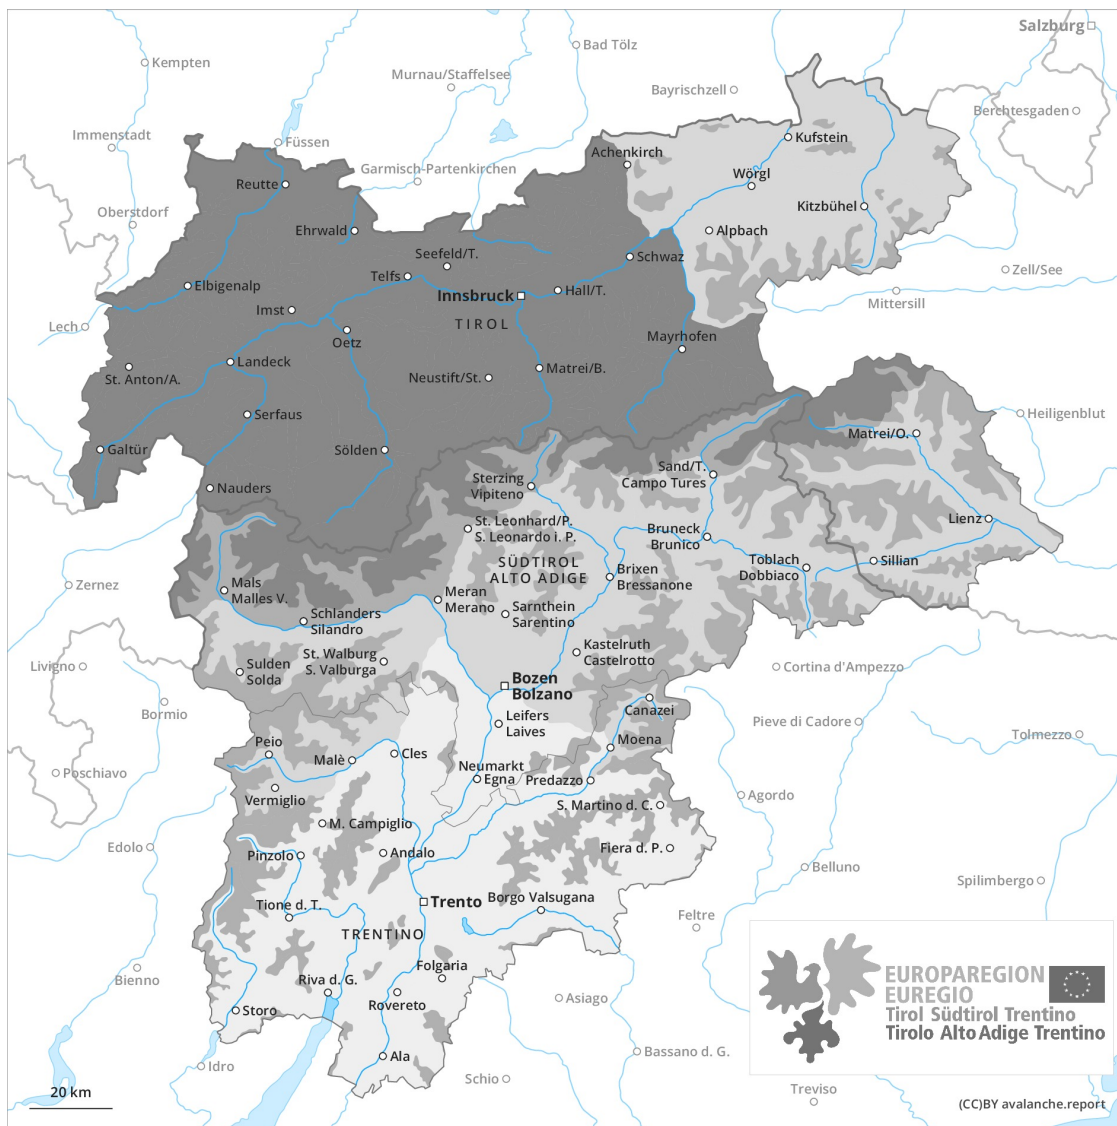 Salzburg
Bad Tölz
Kempten
Murnau/Staffelsee
Bayrischzell
Berchtesgaden
Immenstadt
Füssen
Kufstein
Achenkirch
Garmisch-Partenkirchen
Wörgl
Reutte
Oberstdorf
Kitzbühel
Ehrwald
Alpbach
Seefeld/T.
Schwaz
Telfs
Zell/See
Elbigenalp
Innsbruck
Hall/T.
Mittersill
Imst
TIROL
Lech
Oetz
Mayrhofen
Landeck
Matrei/B.
St. Anton/A.
Neustift/St.
Serfaus
Heiligenblut
Matrei/O.
Galtür
Sölden
Sand/T.
Campo Tures
Sterzing
Vipiteno
Nauders
St. Leonhard/P.
S. Leonardo i. P.
Lienz
Bruneck
Brunico
SÜDTIROL
ALTO ADIGE
Toblach
Dobbiaco
Sillian
Brixen
Bressanone
Zernez
Mals
Malles V.
Meran
Merano
Sarnthein
Sarentino
Schlanders
Silandro
Kastelruth
Castelrotto
St. Walburg
S. Valburga
Livigno
Sulden
Solda
Cortina d'Ampezzo
Bozen
Bolzano
Bormio
Canazei
Leifers
Laives
Pieve di Cadore
Tolmezzo
Peio
Moena
Malè
Cles
Neumarkt
Egna
Predazzo
Poschiavo
Vermiglio
S. Martino d. C.
Agordo
M. Campiglio
Edolo
Pinzolo
Andalo
Fiera d. P.
Belluno
Spilimbergo
Trento
Borgo Valsugana
Tione d. T.
Feltre
TRENTINO
Bienno
Folgaria
Riva d. G.
Rovereto
Asiago
Storo
EUROPAREGION
EUREGIO
Tirol Südtirol Trentino
Tirolo Alto Adige Trentino
Ala
Bassano d. G.
Idro
Schio
Treviso
20 km
(CC)BY avalanche.report